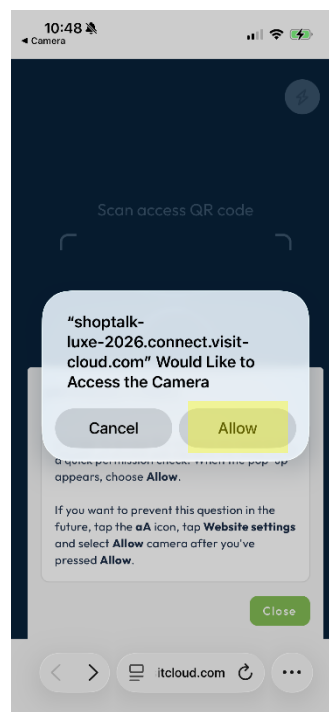 10:48
◀ Camera
Scan access QR code
"shoptalk-
luxe-2026.connect.visit-
cloud.com" Would Like to
Access the Camera
Cancel
Allow
a quick permission check. When the pop-up
appears, choose Allow.
If you want to prevent this question in the
future, tap the aA icon, tap Website settings
and select Allow camera after you've
pressed Allow.
Close
itcloud.com